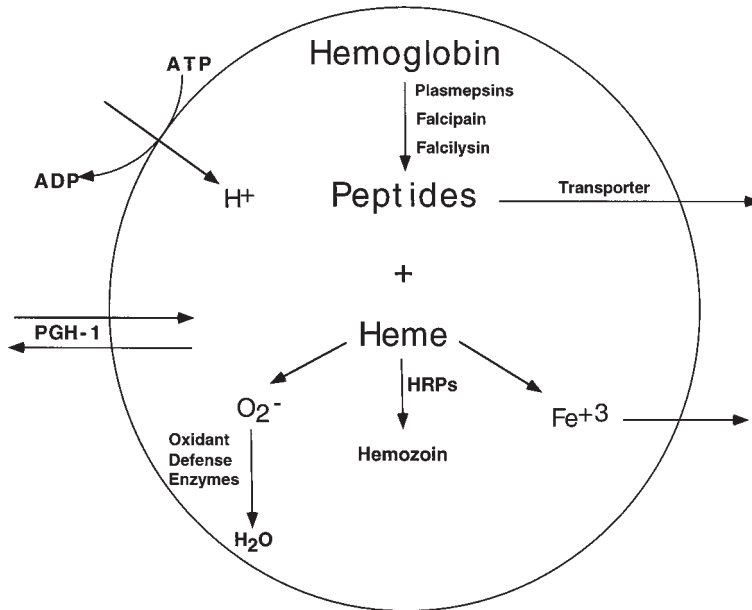 Hemoglobin
ATP
Plasmepsins
Falcipain
Falcilysin
ADP
H+
Peptides
Transporter
+
PGH-1
Heme
HRPs
O2-
Fe+3
Oxidant
Defense
Enzymes
Hemozoin
H2O